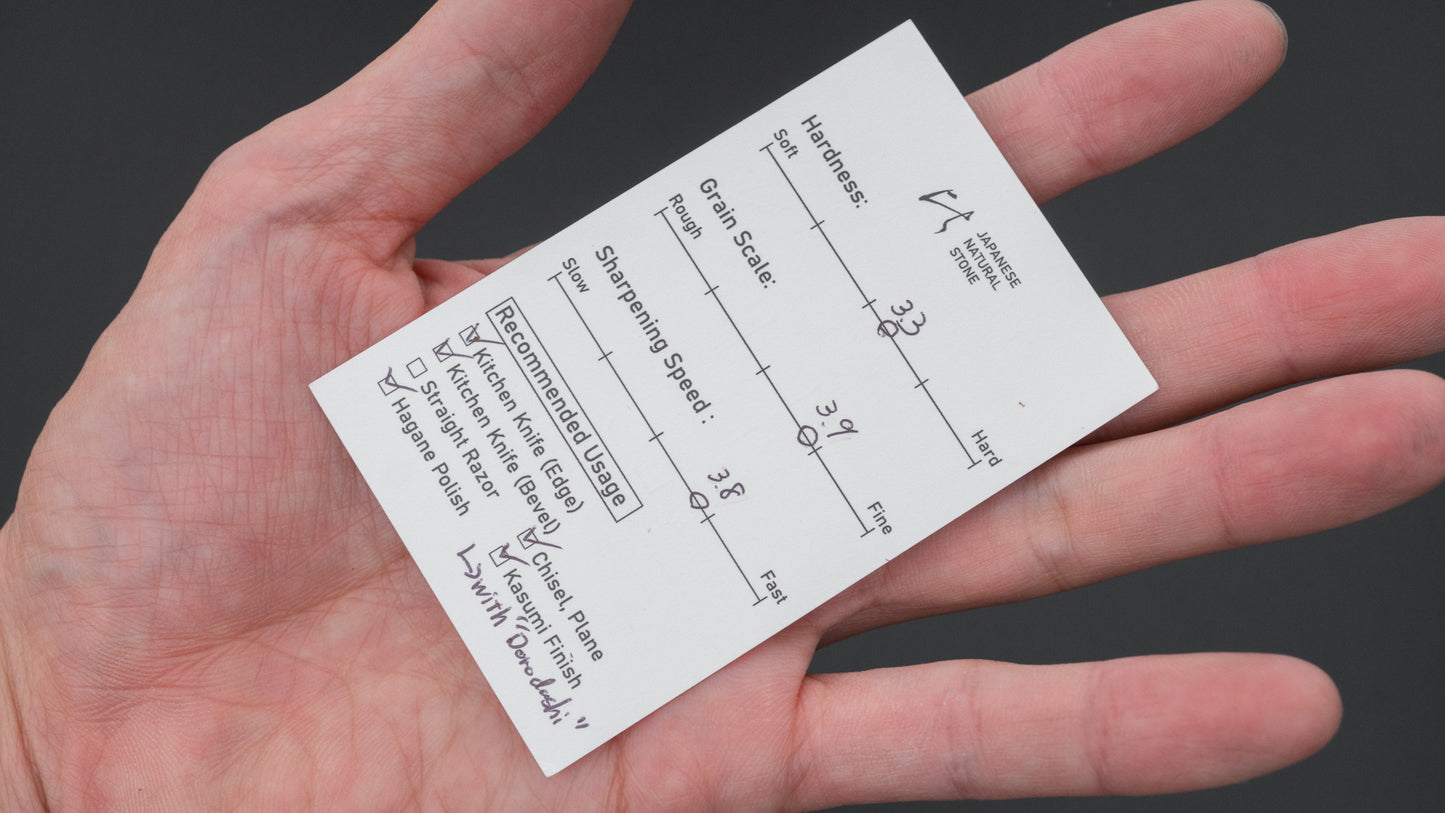 JAPANESE
NATURAL
STONE
Hardness:
3.3
Soft
Hard
Grain Scale:
3.9
Rough
Fine
Sharpening Speed :
3.8
Slow
Fast
Recommended Usage
Kitchen Knife (Edge)
Chisel, Plane
Kitchen Knife (Bevel)
Kasumi Finish
Straight Razor
Hagane Polish
with "Dorodashi"